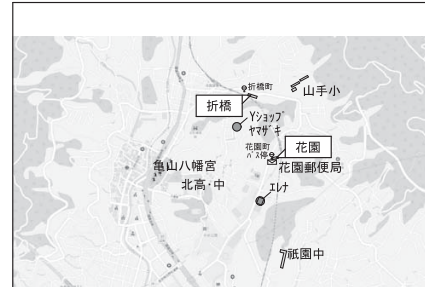 折橋町
山手小
折橋
Yショップ
ヤマザキ
花園町
バス停
花園
花園郵便局
亀山八幡宮
北高・中
エレナ
祇園中